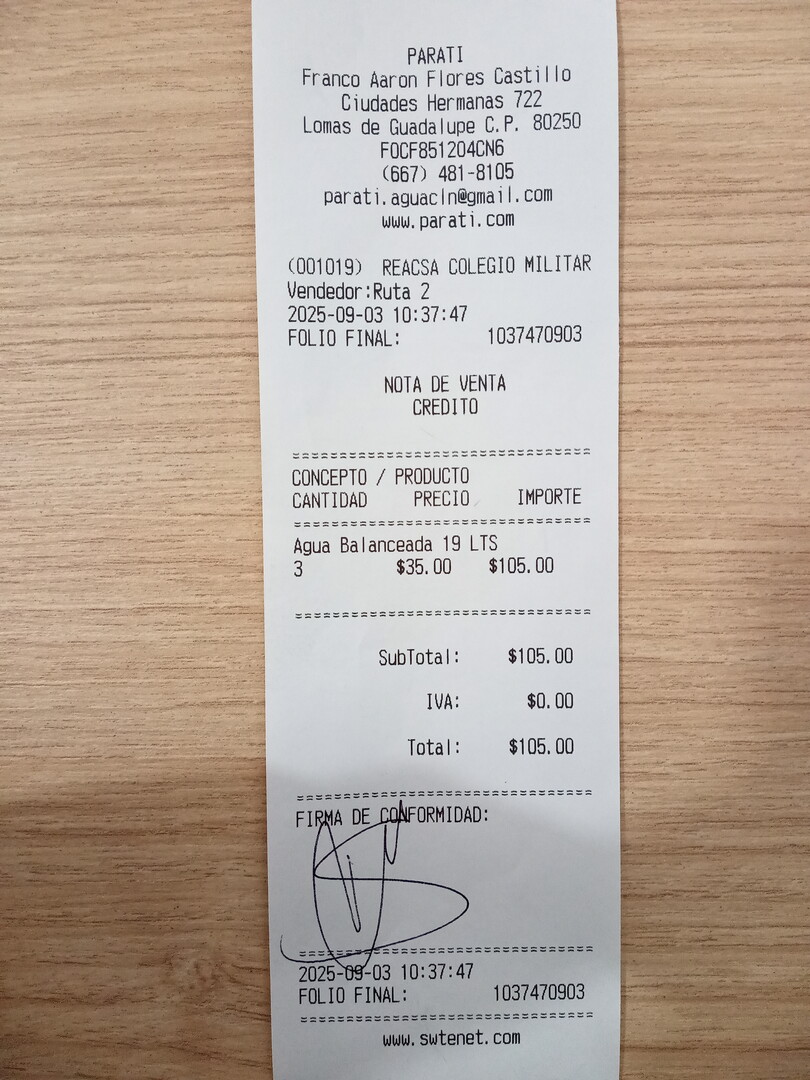 PARATI
Franco Aaron Flores Castillo
Ciudades Hermanas 722
Lomas de Guadalupe C.P. 80250
FOCF851204CN6
(667) 481-8105
parati.aguacln@gmail.com
www.parati.com
(001019) REACSA COLEGIO MILITAR
Vendedor:Ruta 2
2025-09-03 10:37:47
FOLIO FINAL: 1037470903
NOTA DE VENTA
CREDITO
CONCEPTO / PRODUCTO
CANTIDAD PRECIO IMPORTE
Agua Balanceada 19 LTS
3 $35.00 $105.00
SubTotal: $105.00
IVA: $0.00
Total: $105.00
FIRMA DE CONFORMIDAD:
2025-09-03 10:37:47
FOLIO FINAL: 1037470903
www.swtenet.com